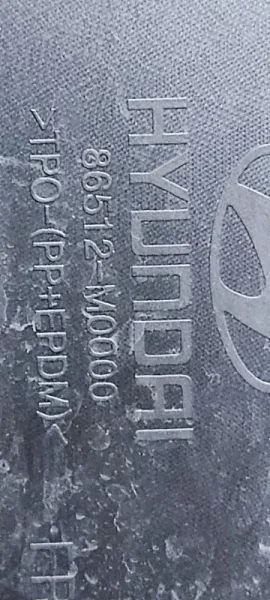 HYUNDAI
86512-M0000
>TPO-(PP+EPDM)<